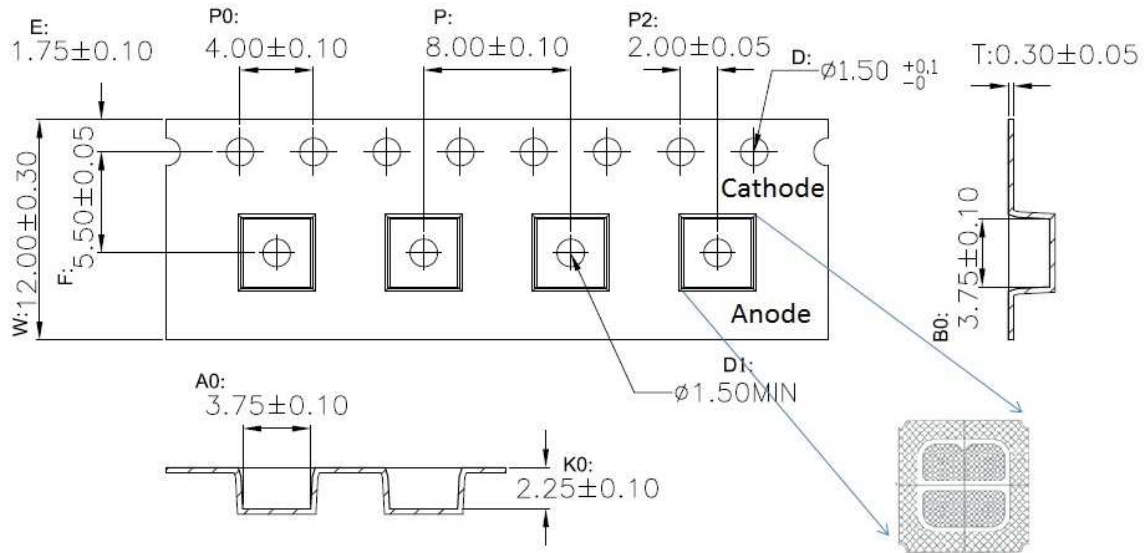 E:
1.75±0.10
P0:
4.00±0.10
P:
8.00±0.10
P2:
2.00±0.05
D:
⌀1.50 +0.1 -0
T:0.30±0.05
W:12.00±0.30
F:
5.50±0.05
Cathode
Anode
B0:
3.75±0.10
D1:
⌀1.50MIN
A0:
3.75±0.10
K0:
2.25±0.10